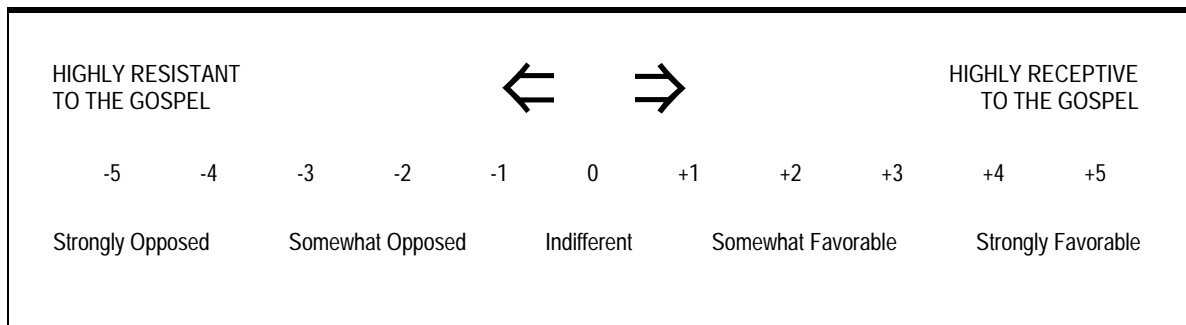 HIGHLY RESISTANT
TO THE GOSPEL
HIGHLY RECEPTIVE
TO THE GOSPEL
-5 -4 -3 -2 -1 0 +1 +2 +3 +4 +5
Strongly Opposed Somewhat Opposed Indifferent Somewhat Favorable Strongly Favorable